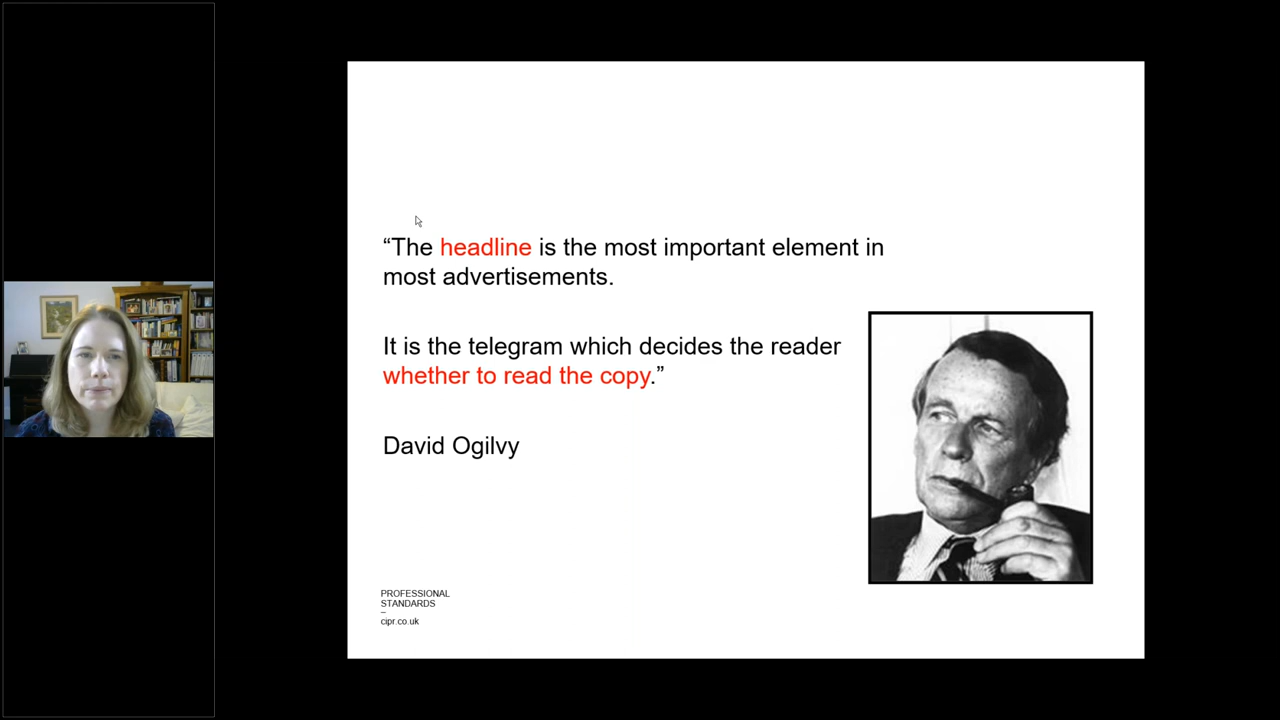 “The headline is the most important element in
most advertisements.
It is the telegram which decides the reader
whether to read the copy.”
David Ogilvy
PROFESSIONAL
STANDARDS
–
cipr.co.uk